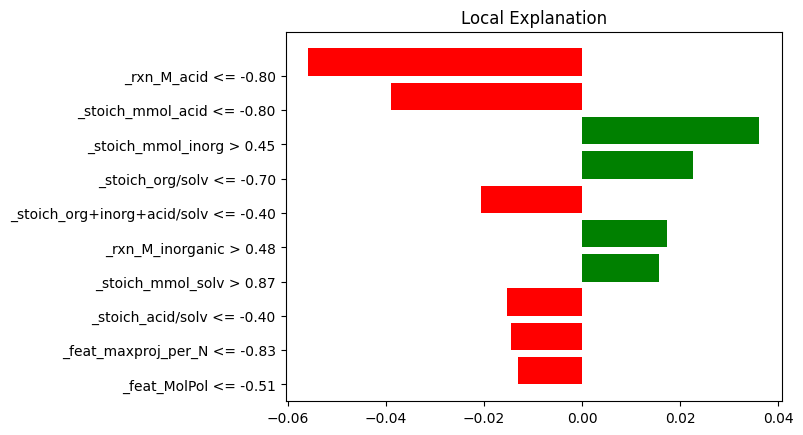 Local Explanation
_rxn_M_acid <= -0.80
_stoich_mmol_acid <= -0.80
_stoich_mmol_inorg > 0.45
_stoich_org/solv <= -0.70
_stoich_org+inorg+acid/solv <= -0.40
_rxn_M_inorganic > 0.48
_stoich_mmol_solv > 0.87
_stoich_acid/solv <= -0.40
_feat_maxproj_per_N <= -0.83
_feat_MolPol <= -0.51
−0.06 −0.04 −0.02 0.00 0.02 0.04